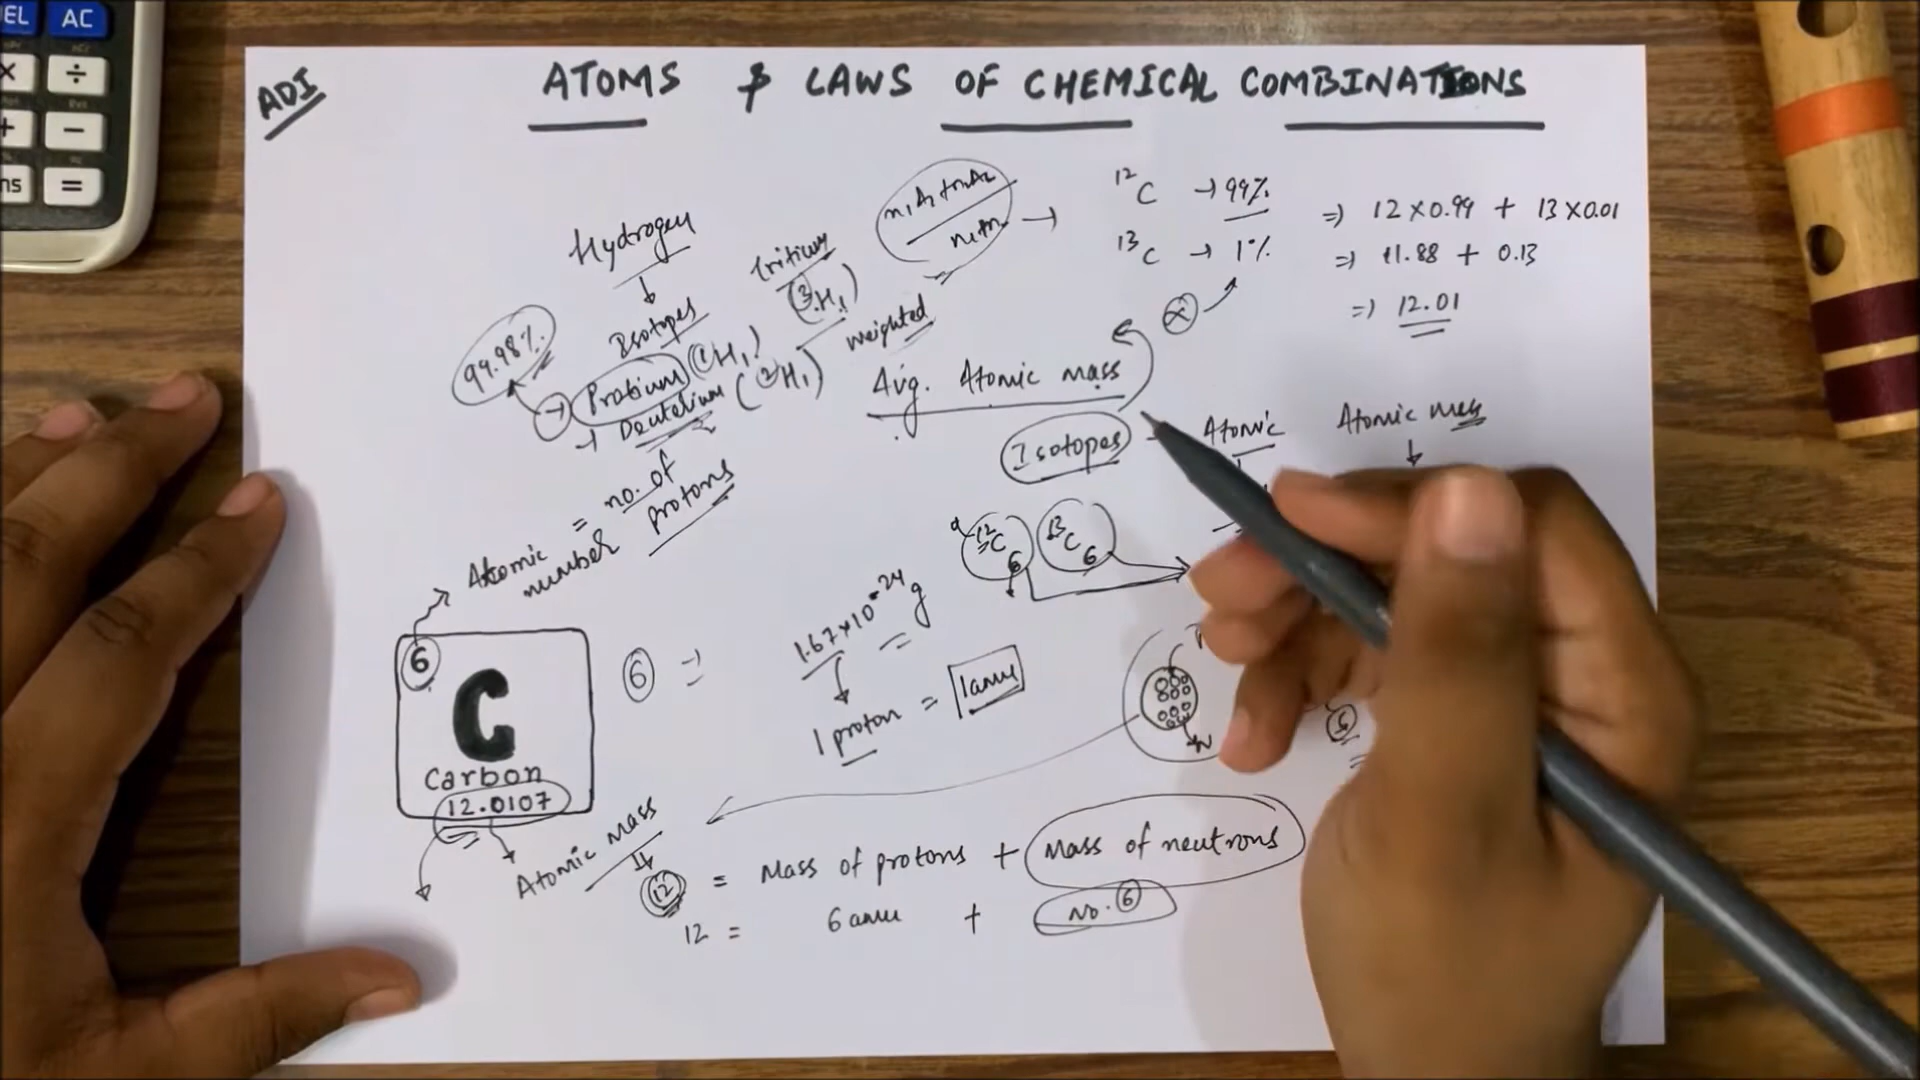 EL AC
× ÷
+ −
ns =
ADI
ATOMS & LAWS OF CHEMICAL COMBINATIONS
Hydrogen
Isotopes
99.98%
→ Protium (¹H₁)
→ Deuterium (²H₁)
Tritium
(³H₁)
n₁A₁+n₂A₂
→
¹²C → 99%
¹³C → 1%
⇒ 12×0.99 + 13×0.01
⇒ 11.88 + 0.13
⇒ 12.01
weighted
Avg. Atomic mass
Isotopes
Atomic
Atomic mass
¹²C₆
¹³C₆
Atomic number = no. of protons
6
C
Carbon
12.0107
6 ⇒
1.67×10⁻²⁴ g
1 proton = 1amu
N
Atomic mass
12 = Mass of protons + Mass of neutrons
12 = 6 amu + No. 6